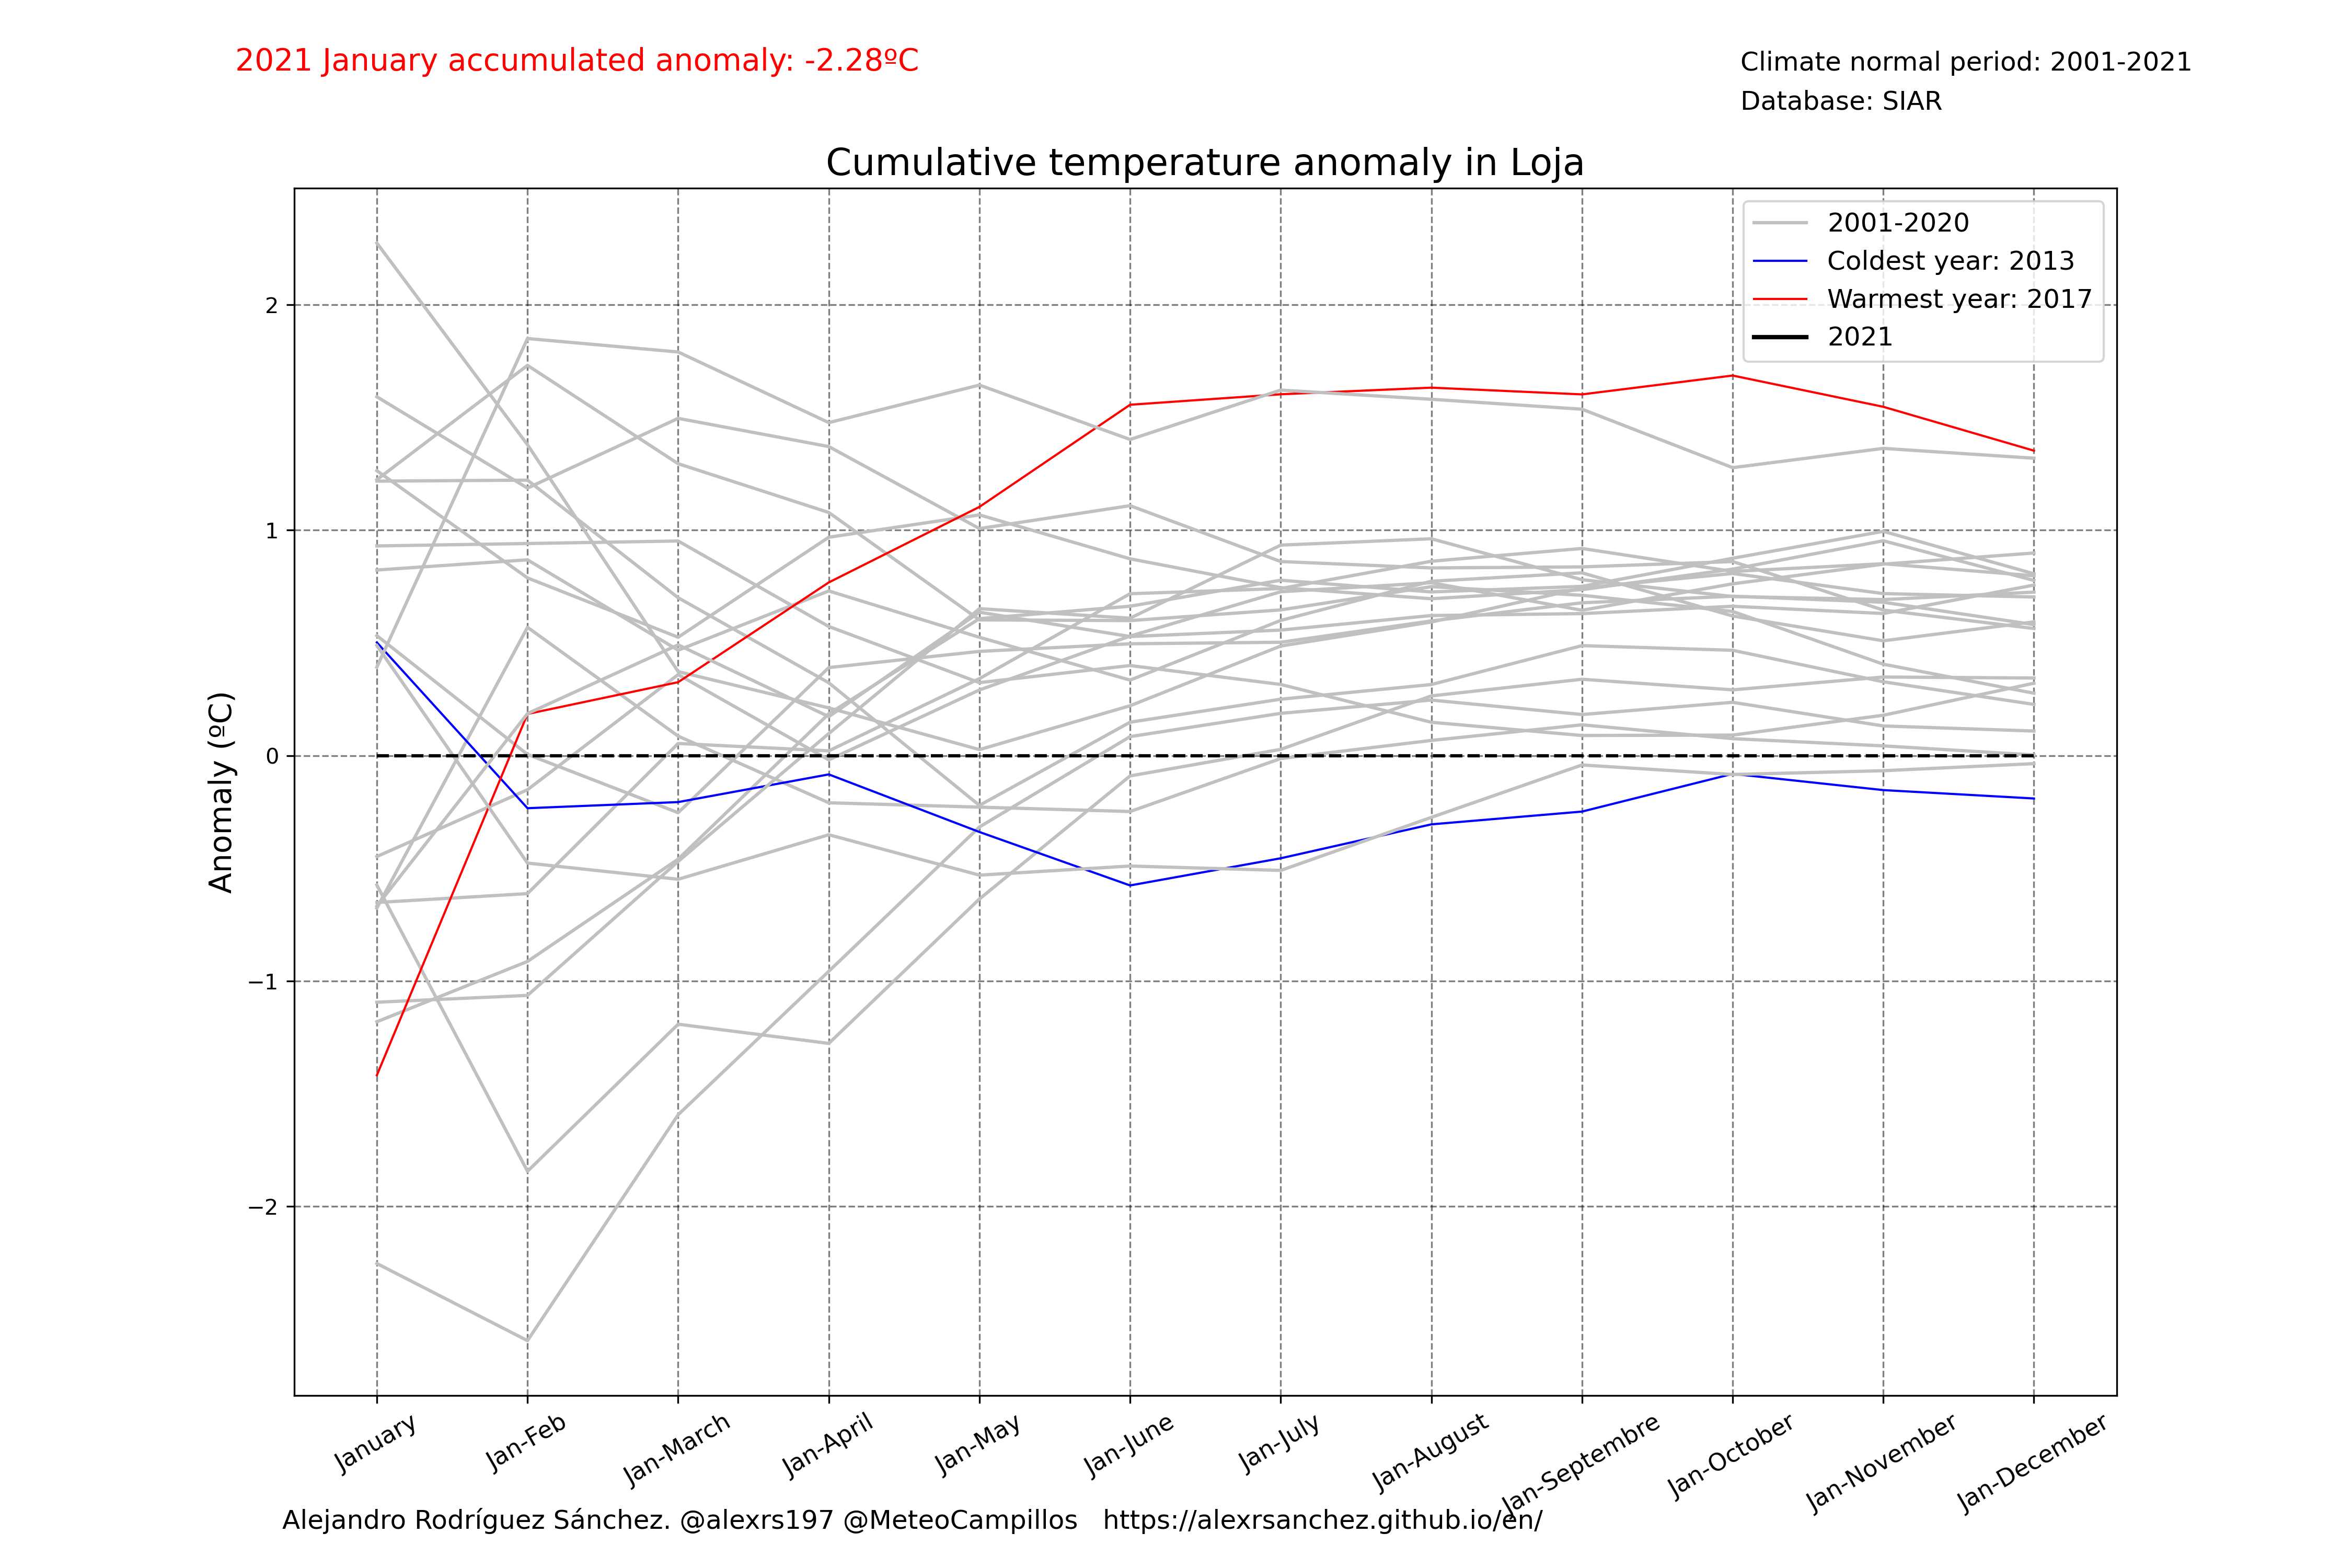 2021 January accumulated anomaly: -2.28ºC
Climate normal period: 2001-2021
Database: SIAR
Cumulative temperature anomaly in Loja
2001-2020
Coldest year: 2013
Warmest year: 2017
2021
Anomaly (ºC)
2
1
0
−1
−2
January
Jan-Feb
Jan-March
Jan-April
Jan-May
Jan-June
Jan-July
Jan-August
Jan-Septembre
Jan-October
Jan-November
Jan-December
Alejandro Rodríguez Sánchez. @alexrs197 @MeteoCampillos   https://alexrsanchez.github.io/en/